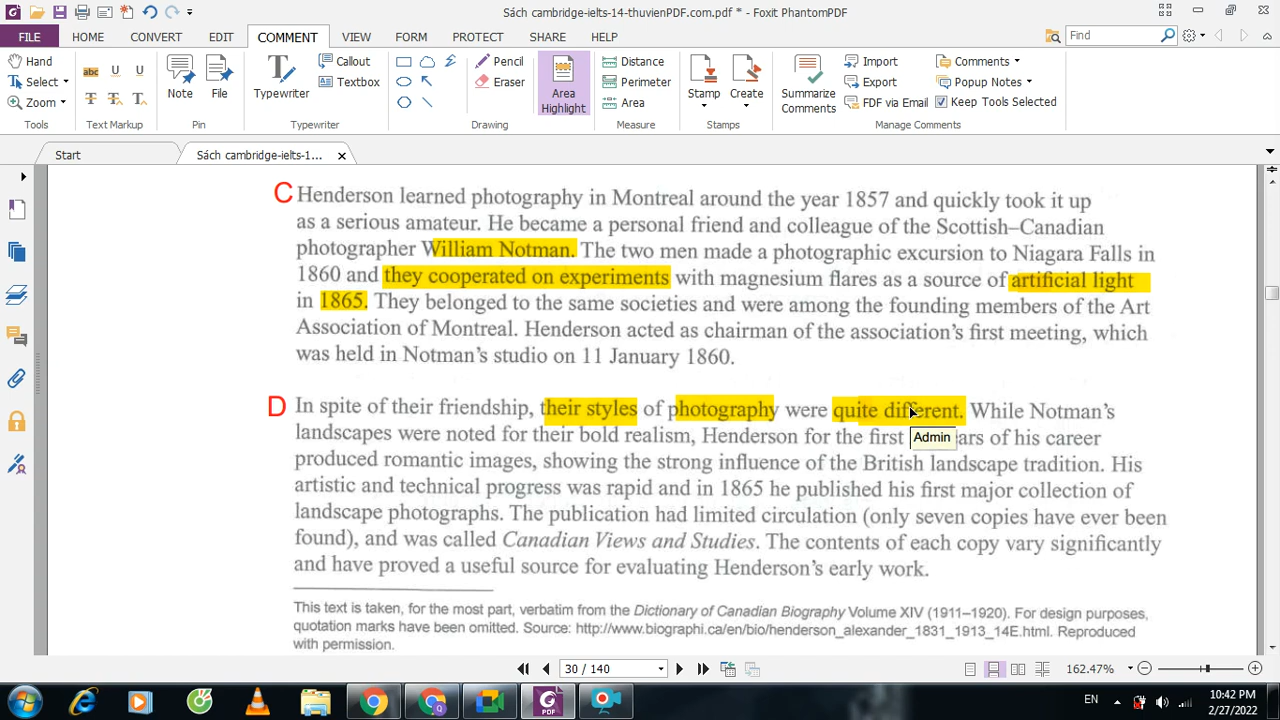 Sách cambridge-ielts-14-thuvienPDF.com.pdf * - Foxit PhantomPDF
FILE HOME CONVERT EDIT COMMENT VIEW FORM PROTECT SHARE HELP Find
Hand Select Zoom Tools
abc U U T T T Text Markup
Note File Pin
Typewriter Callout Textbox Typewriter
Pencil Eraser Drawing
Area Highlight
Distance Perimeter Area Measure
Stamp Create Stamps
Summarize Comments Import Export FDF via Email Comments Popup Notes Keep Tools Selected Manage Comments
Start Sách cambridge-ielts-1...
C Henderson learned photography in Montreal around the year 1857 and quickly took it up
as a serious amateur. He became a personal friend and colleague of the Scottish–Canadian
photographer William Notman. The two men made a photographic excursion to Niagara Falls in
1860 and they cooperated on experiments with magnesium flares as a source of artificial light
in 1865. They belonged to the same societies and were among the founding members of the Art
Association of Montreal. Henderson acted as chairman of the association's first meeting, which
was held in Notman's studio on 11 January 1860.
D In spite of their friendship, their styles of photography were quite different. While Notman's
landscapes were noted for their bold realism, Henderson for the first Admin ars of his career
produced romantic images, showing the strong influence of the British landscape tradition. His
artistic and technical progress was rapid and in 1865 he published his first major collection of
landscape photographs. The publication had limited circulation (only seven copies have ever been
found), and was called Canadian Views and Studies. The contents of each copy vary significantly
and have proved a useful source for evaluating Henderson's early work.
This text is taken, for the most part, verbatim from the Dictionary of Canadian Biography Volume XIV (1911–1920). For design purposes,
quotation marks have been omitted. Source: http://www.biographi.ca/en/bio/henderson_alexander_1831_1913_14E.html. Reproduced
with permission.
30 / 140 162.47%
EN 10:42 PM
2/27/2022